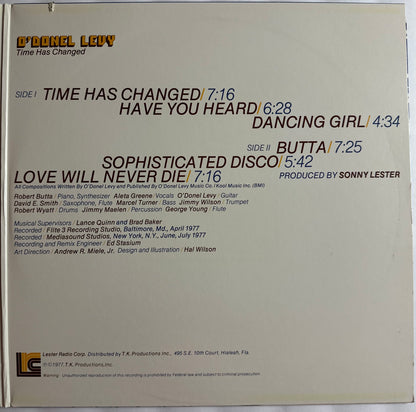 O'DONEL LEVY
Time Has Changed
SIDE I TIME HAS CHANGED/7:16
HAVE YOU HEARD/6:28
DANCING GIRL/4:34
SIDE II BUTTA/7:25
SOPHISTICATED DISCO/5:42
LOVE WILL NEVER DIE/7:16 PRODUCED BY SONNY LESTER
All Compositions Written By O'Donel Levy and Published By O'Donel Levy Music Co./Kool Music Inc. (BMI)
Robert Butta/Piano, Synthesizer Aleta Greene/Vocals O'Donel Levy/Guitar
David E. Smith/Saxophone, Flute Marcel Turner/Bass Jimmy Wilson/Trumpet
Robert Wyatt/Drums Jimmy Maelen/Percussion George Young/Flute
Musical Supervisors/Lance Quinn and Brad Baker
Recorded/Flite 3 Recording Studio, Baltimore, Md., April 1977
Recorded/Mediasound Studios, New York, N.Y., June, July 1977
Recording and Remix Engineer/Ed Stasium
Art Direction/Andrew R. Miele, Jr. Design and Illustration/Hal Wilson
Lester Radio Corp. Distributed by T.K. Productions Inc., 495 S.E. 10th Court, Hialeah, Fla.
℗©1977, T.K. Productions, Inc.
Warning: Unauthorized reproduction of this recording is prohibited by Federal law and subject to criminal prosecution.